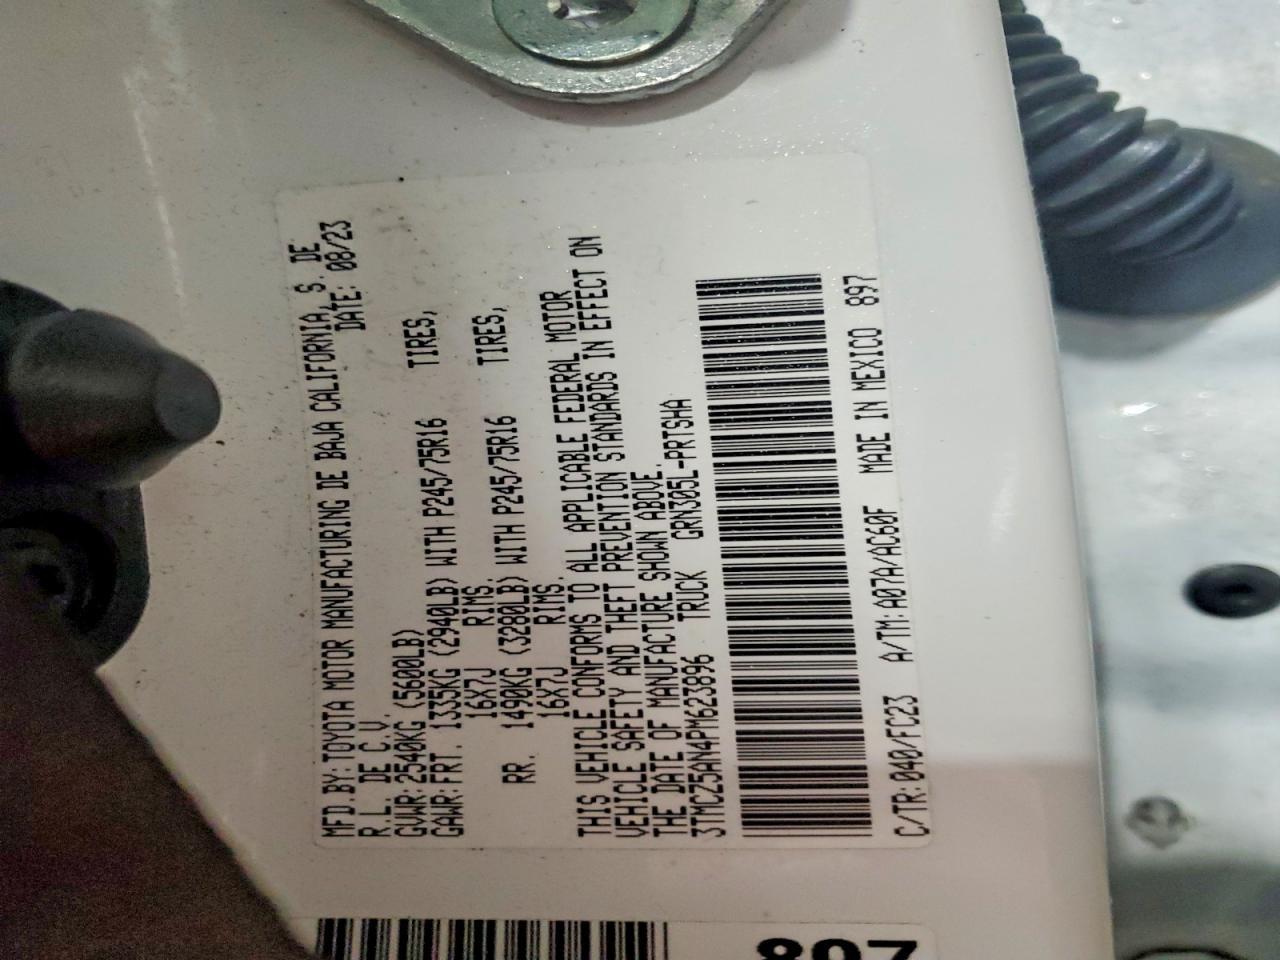 MFD.BY: TOYOTA MOTOR MANUFACTURING DE BAJA CALIFORNIA, S. DE
R.L. DE C.V. DATE: 08/23
GVWR: 2540KG (5600LB)
GAWR: FRT. 1335KG (2940LB) WITH P245/75R16 TIRES,
16X7J RIMS.
RR. 1490KG (3280LB) WITH P245/75R16 TIRES,
16X7J RIMS.
THIS VEHICLE CONFORMS TO ALL APPLICABLE FEDERAL MOTOR
VEHICLE SAFETY AND THEFT PREVENTION STANDARDS IN EFFECT ON
THE DATE OF MANUFACTURE SHOWN ABOVE.
3TMCZ5AN4PM623896 TRUCK GRN305L-PRTSHA
C/TR: 040/FC23 A/TM: A07A/AC60F MADE IN MEXICO 897
897